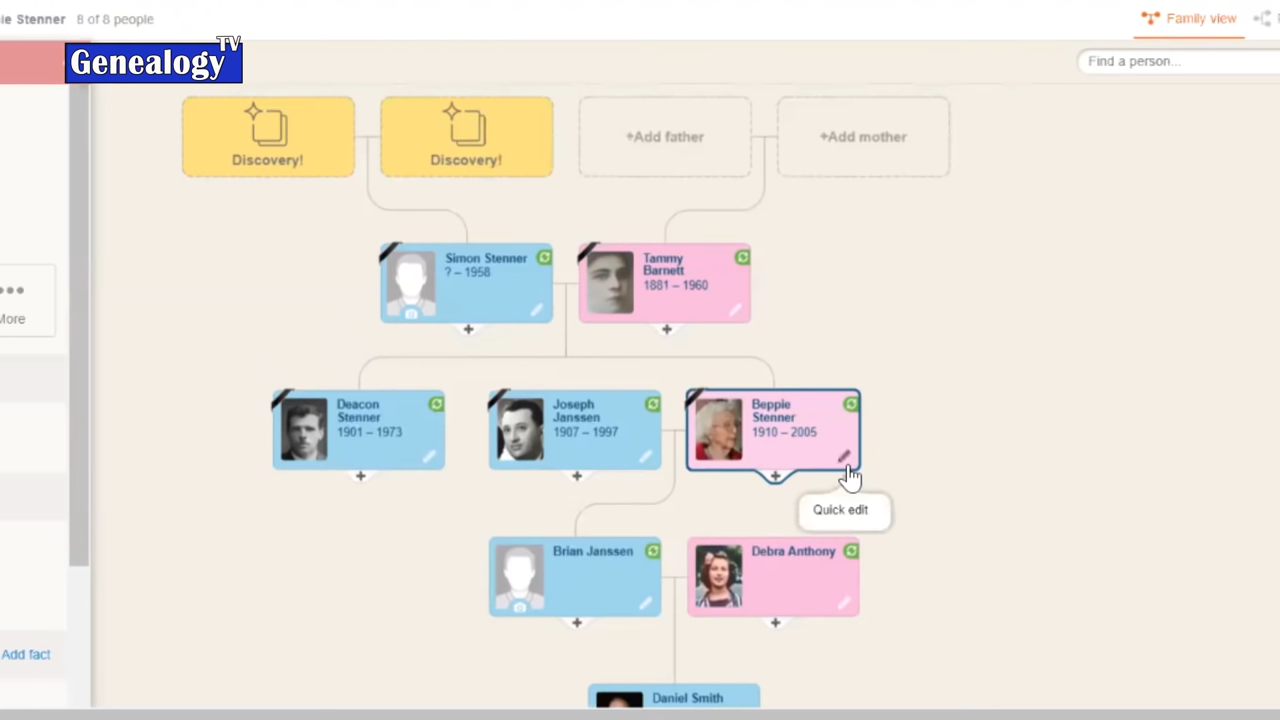 ie Stenner 8 of 8 people
Family view
Genealogy TV
Find a person...
Discovery!
Discovery!
+Add father
+Add mother
Simon Stenner
? – 1958
Tammy
Barnett
1881 – 1960
More
Deacon
Stenner
1901 – 1973
Joseph
Janssen
1907 – 1997
Beppie
Stenner
1910 – 2005
Quick edit
Brian Janssen
Debra Anthony
Add fact
Daniel Smith